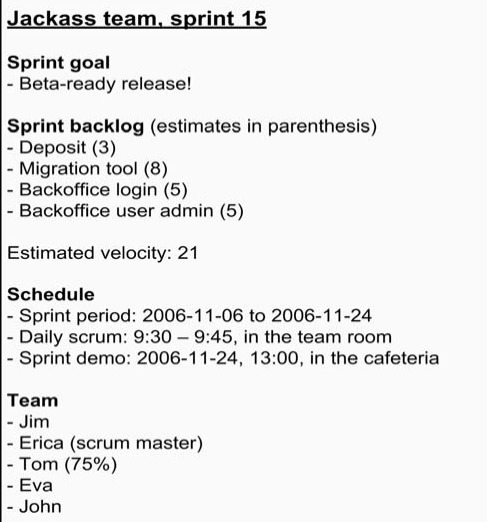 Jackass team, sprint 15
Sprint goal
- Beta-ready release!
Sprint backlog (estimates in parenthesis)
- Deposit (3)
- Migration tool (8)
- Backoffice login (5)
- Backoffice user admin (5)
Estimated velocity: 21
Schedule
- Sprint period: 2006-11-06 to 2006-11-24
- Daily scrum: 9:30 – 9:45, in the team room
- Sprint demo: 2006-11-24, 13:00, in the cafeteria
Team
- Jim
- Erica (scrum master)
- Tom (75%)
- Eva
- John